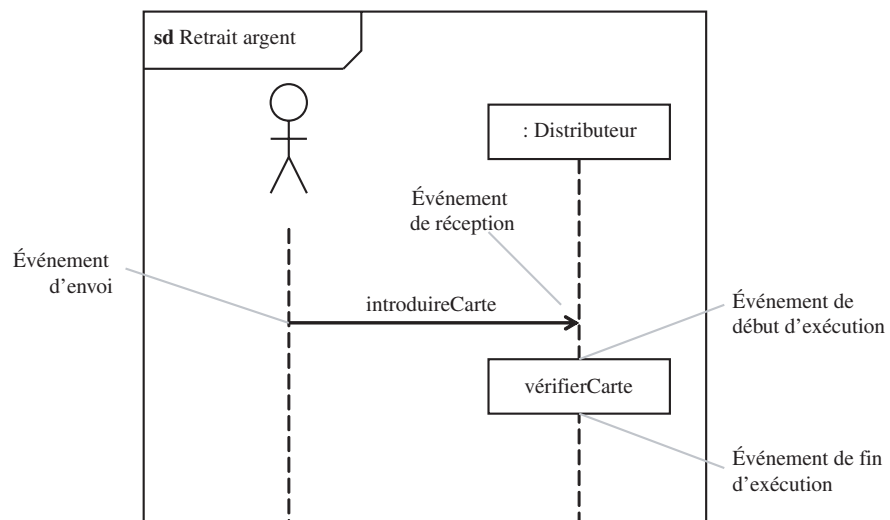 sd Retrait argent
: Distributeur
Événement
de réception
Événement
d’envoi
introduireCarte
Événement de
début d’exécution
vérifierCarte
Événement de fin
d’exécution